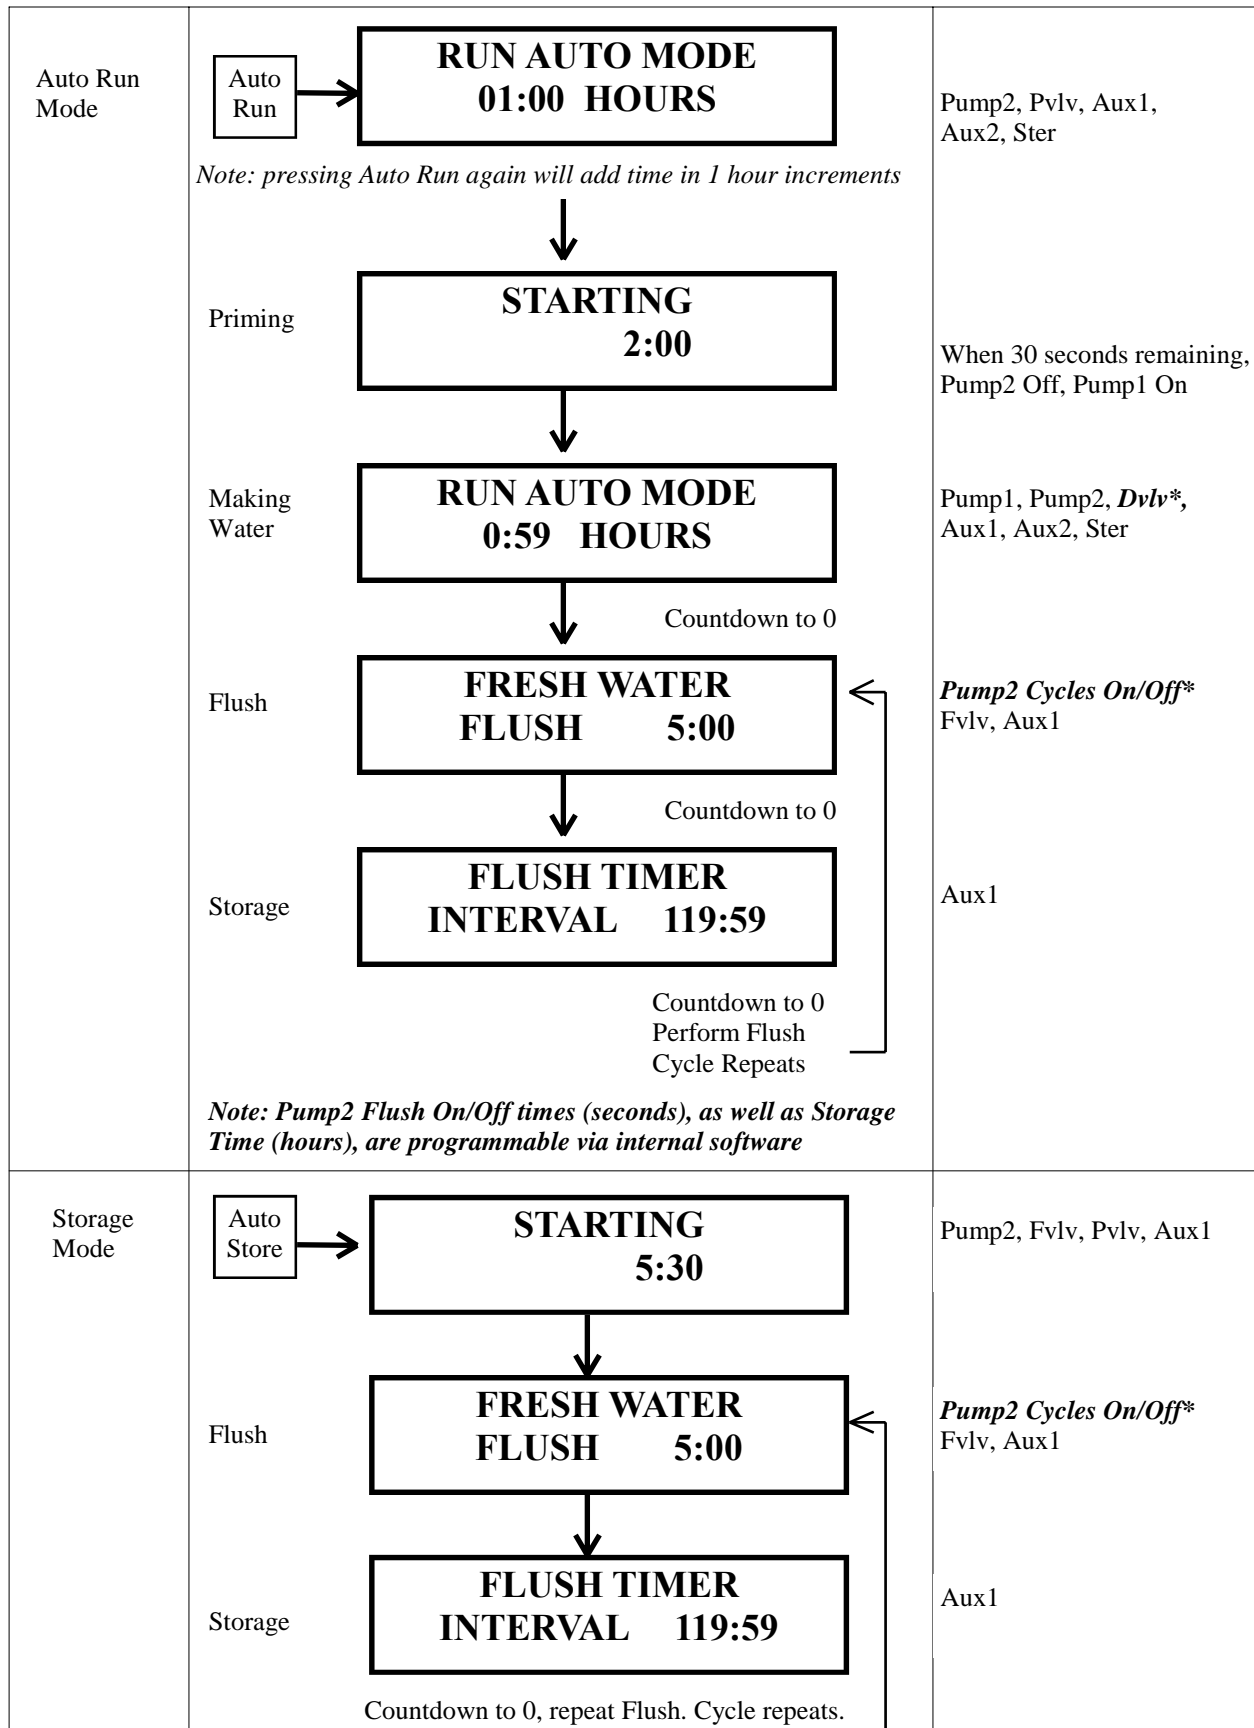 Auto Run
Mode
Auto
Run
RUN AUTO MODE
01:00 HOURS
Pump2, Pvlv, Aux1,
Aux2, Ster
Note: pressing Auto Run again will add time in 1 hour increments
Priming
STARTING
2:00
When 30 seconds remaining,
Pump2 Off, Pump1 On
Making
Water
RUN AUTO MODE
0:59 HOURS
Pump1, Pump2, Dvlv*,
Aux1, Aux2, Ster
Countdown to 0
Flush
FRESH WATER
FLUSH 5:00
Pump2 Cycles On/Off*
Fvlv, Aux1
Countdown to 0
Storage
FLUSH TIMER
INTERVAL 119:59
Aux1
Countdown to 0
Perform Flush
Cycle Repeats
Note: Pump2 Flush On/Off times (seconds), as well as Storage
Time (hours), are programmable via internal software
Storage
Mode
Auto
Store
STARTING
5:30
Pump2, Fvlv, Pvlv, Aux1
Flush
FRESH WATER
FLUSH 5:00
Pump2 Cycles On/Off*
Fvlv, Aux1
Storage
FLUSH TIMER
INTERVAL 119:59
Aux1
Countdown to 0, repeat Flush. Cycle repeats.